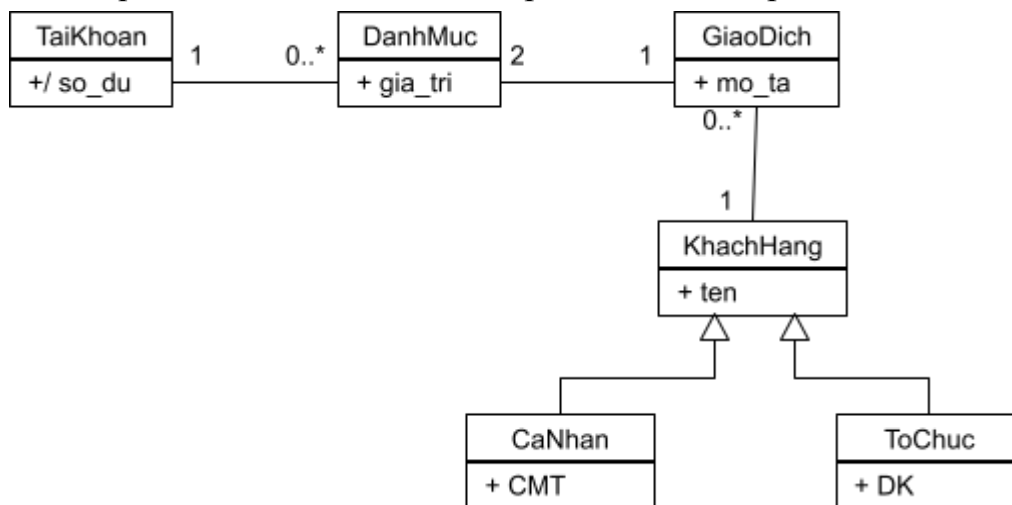 TaiKhoan
+/ so_du
1
0..*
DanhMuc
+ gia_tri
2
1
GiaoDich
+ mo_ta
0..*
1
KhachHang
+ ten
CaNhan
+ CMT
ToChuc
+ DK